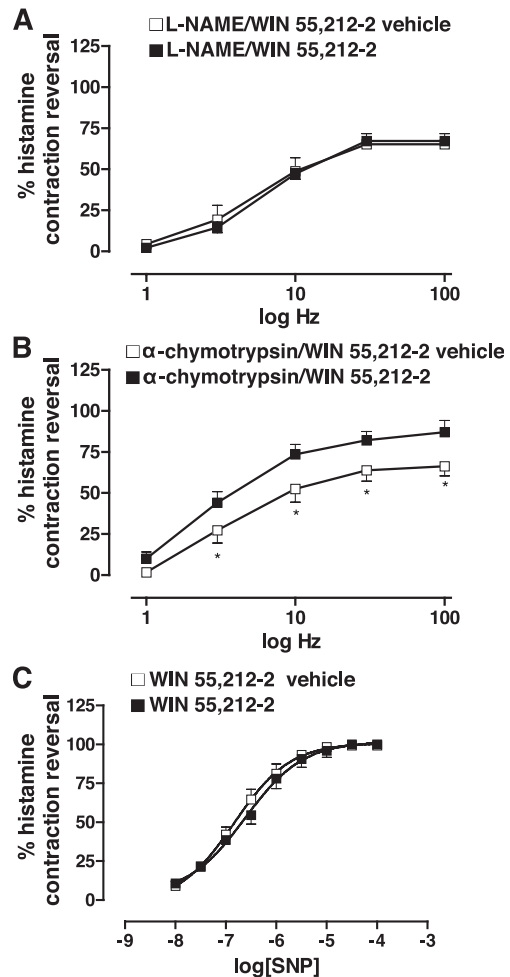 A
L-NAME/WIN 55,212-2 vehicle
L-NAME/WIN 55,212-2
% histamine
contraction reversal
125
100
75
50
25
0
1 10 100
log Hz
B
α-chymotrypsin/WIN 55,212-2 vehicle
α-chymotrypsin/WIN 55,212-2
% histamine
contraction reversal
125
100
75
50
25
0
* * * *
1 10 100
log Hz
C
WIN 55,212-2 vehicle
WIN 55,212-2
% histamine
contraction reversal
125
100
75
50
25
0
-9 -8 -7 -6 -5 -4 -3
log[SNP]